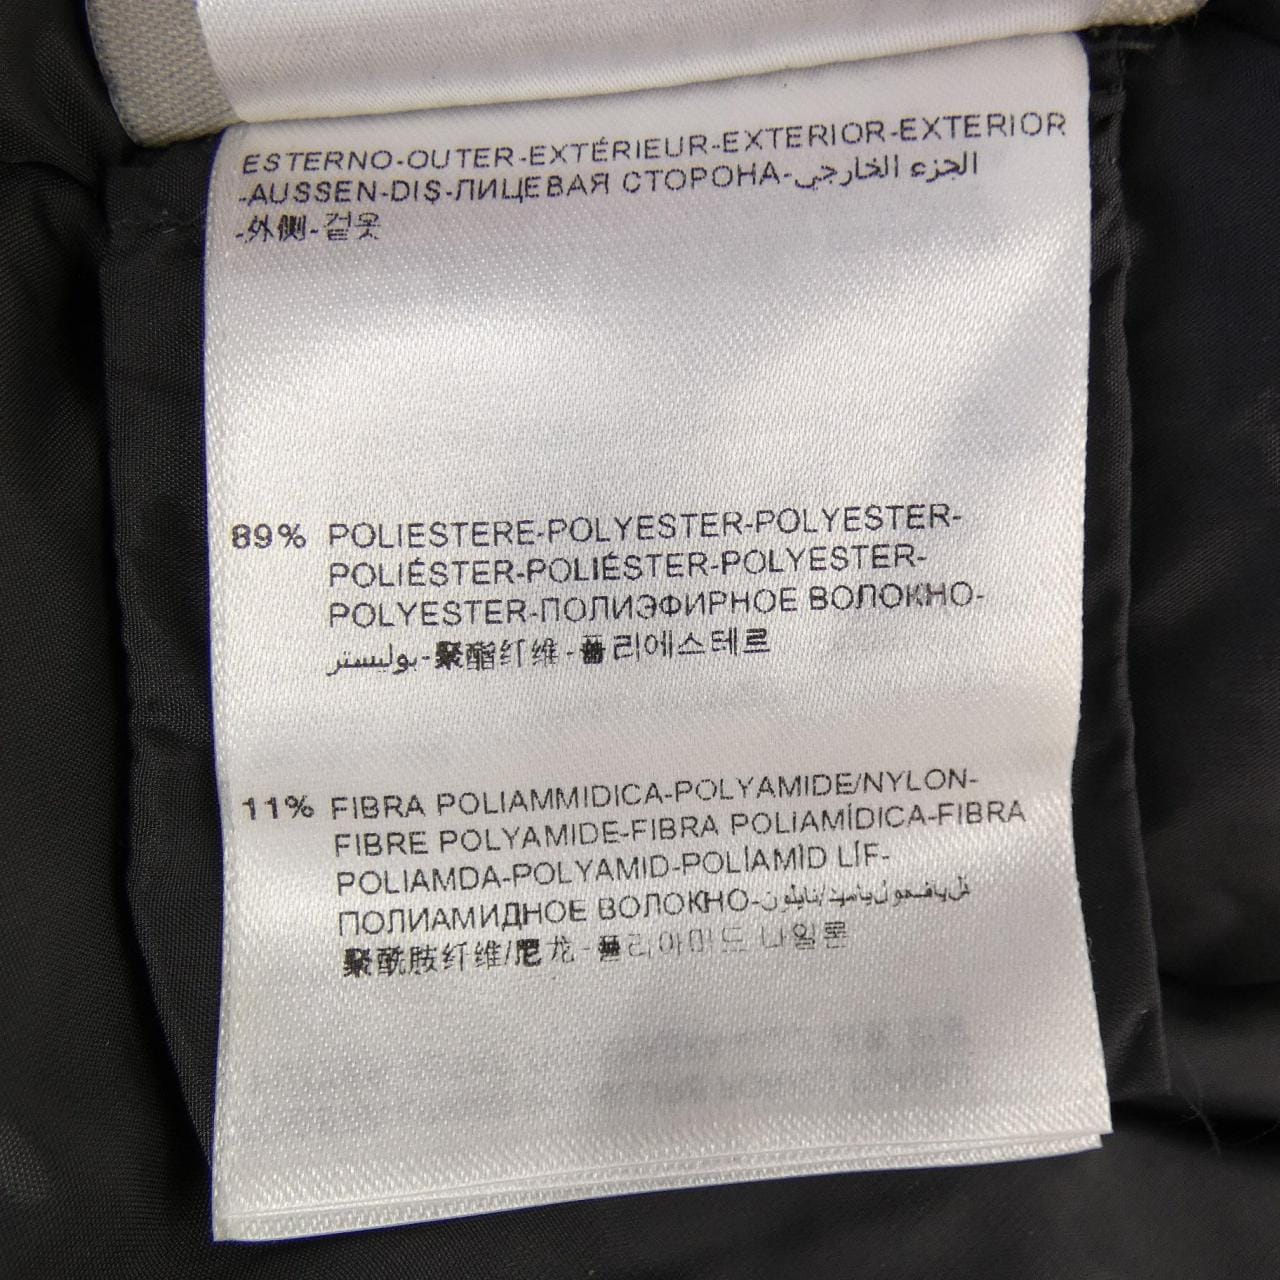 ESTERNO-OUTER-EXTÉRIEUR-EXTERIOR-EXTERIOR
-AUSSEN-DIŞ-ЛИЦЕВАЯ СТОРОНА-الجزء الخارجي
-外侧-겉옷
89% POLIESTERE-POLYESTER-POLYESTER-
POLIÉSTER-POLIÉSTER-POLYESTER-
POLYESTER-ПОЛИЭФИРНОЕ ВОЛОКНО-
بوليستر-聚酯纤维-폴리에스테르
11% FIBRA POLIAMMIDICA-POLYAMIDE/NYLON-
FIBRE POLYAMIDE-FIBRA POLIAMÍDICA-FIBRA
POLIAMDA-POLYAMID-POLİAMİD LİF-
ПОЛИАМИДНОЕ ВОЛОКНО-
聚酰胺纤维/尼龙-폴리아미드 나일론